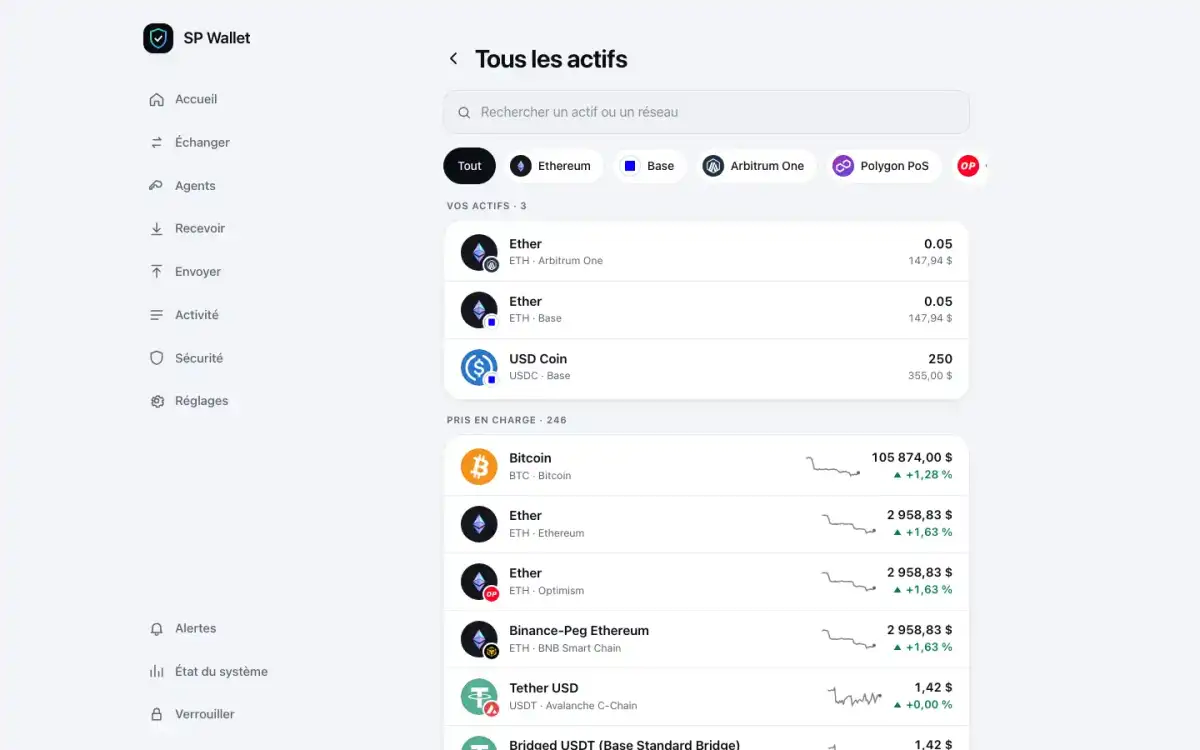 SP Wallet
Accueil
Échanger
Agents
Recevoir
Envoyer
Activité
Sécurité
Réglages
Alertes
État du système
Verrouiller
Tous les actifs
Rechercher un actif ou un réseau
Tout Ethereum Base Arbitrum One Polygon PoS OP
VOS ACTIFS · 3
Ether 0.05
ETH · Arbitrum One 147,94 $
Ether 0.05
ETH · Base 147,94 $
USD Coin 250
USDC · Base 355,00 $
PRIS EN CHARGE · 246
Bitcoin 105 874,00 $
BTC · Bitcoin ▲ +1,28 %
Ether 2 958,83 $
ETH · Ethereum ▲ +1,63 %
Ether 2 958,83 $
OP
ETH · Optimism ▲ +1,63 %
Binance-Peg Ethereum 2 958,83 $
ETH · BNB Smart Chain ▲ +1,63 %
Tether USD 1,42 $
USDT · Avalanche C-Chain ▲ +0,00 %
Bridged USDT (Base Standard Bridge) 1,42 $